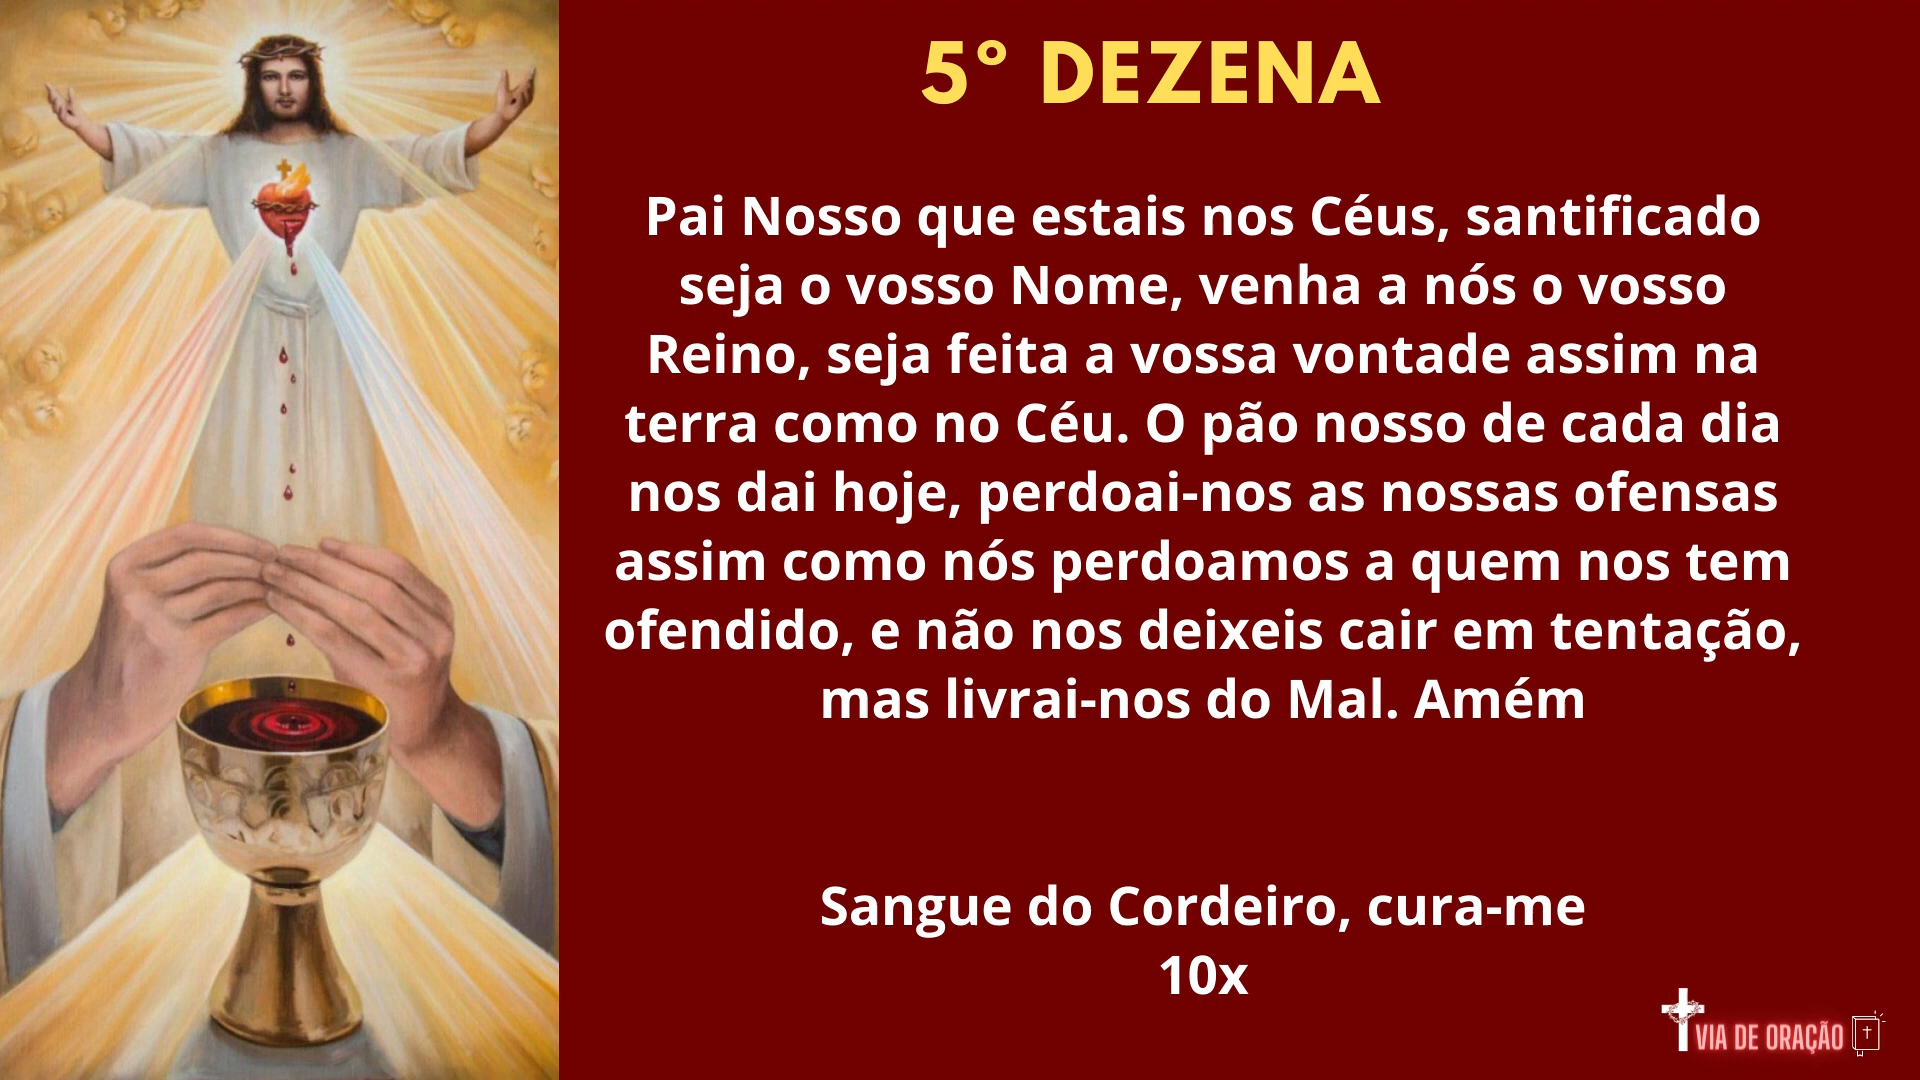 5° DEZENA
Pai Nosso que estais nos Céus, santificado
seja o vosso Nome, venha a nós o vosso
Reino, seja feita a vossa vontade assim na
terra como no Céu. O pão nosso de cada dia
nos dai hoje, perdoai-nos as nossas ofensas
assim como nós perdoamos a quem nos tem
ofendido, e não nos deixeis cair em tentação,
mas livrai-nos do Mal. Amém
Sangue do Cordeiro, cura-me
10x
VIA DE ORAÇÃO